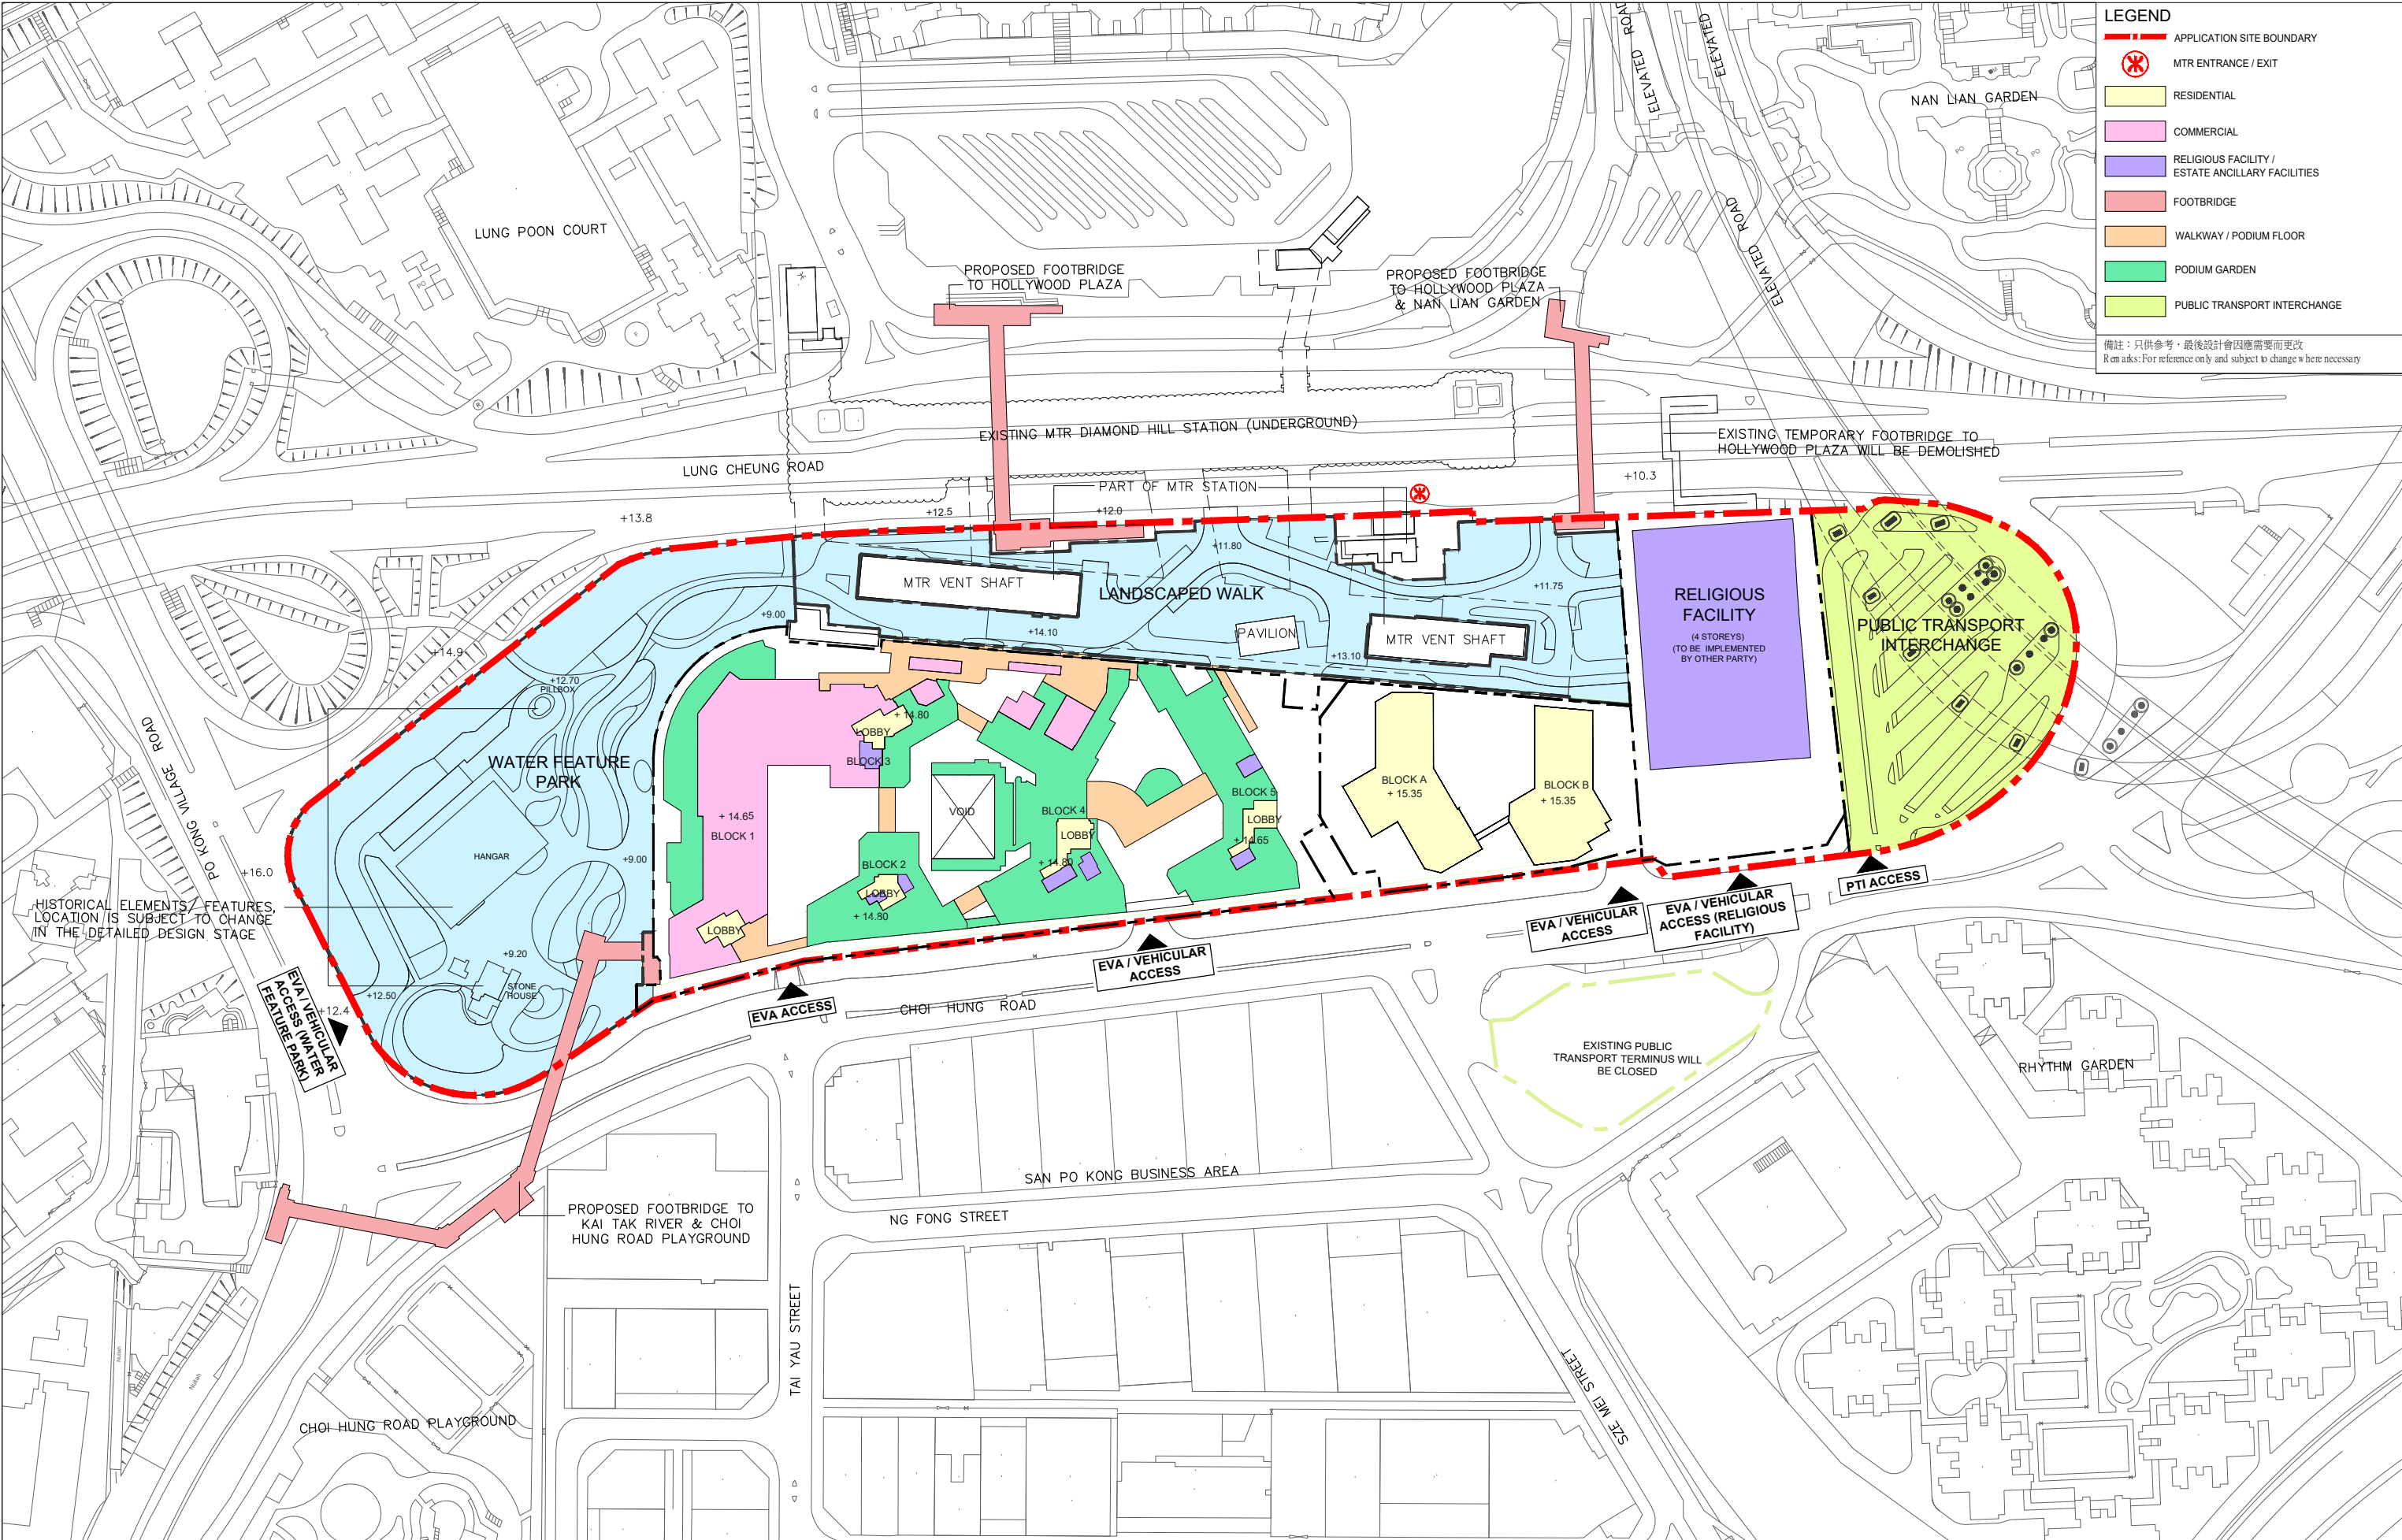 LEGEND
APPLICATION SITE BOUNDARY
MTR ENTRANCE / EXIT
RESIDENTIAL
COMMERCIAL
RELIGIOUS FACILITY /
ESTATE ANCILLARY FACILITIES
FOOTBRIDGE
WALKWAY / PODIUM FLOOR
PODIUM GARDEN
PUBLIC TRANSPORT INTERCHANGE
備註：只供參考，最後設計會因應需要而更改
Remarks: For reference only and subject to change where necessary
ELEVATED ROAD
ELEVATED
ELEVATED ROAD
ROAD
NAN LIAN GARDEN
PO
PO
LUNG POON COURT
PO
F
R
PROPOSED FOOTBRIDGE
TO HOLLYWOOD PLAZA
PROPOSED FOOTBRIDGE
TO HOLLYWOOD PLAZA
& NAN LIAN GARDEN
EXISTING MTR DIAMOND HILL STATION (UNDERGROUND)
EXISTING TEMPORARY FOOTBRIDGE TO
HOLLYWOOD PLAZA WILL BE DEMOLISHED
LUNG CHEUNG ROAD
+10.3
PART OF MTR STATION
+13.8
+12.5
+12.0
+11.80
MTR VENT SHAFT
LANDSCAPED WALK
+11.75
RELIGIOUS
FACILITY
(4 STOREYS)
(TO BE IMPLEMENTED
BY OTHER PARTY)
PUBLIC TRANSPORT
INTERCHANGE
+9.00
+14.10
PAVILION
MTR VENT SHAFT
+13.10
+14.9
+12.70
PILLBOX
WATER FEATURE
PARK
PO KONG VILLAGE ROAD
+ 14.80
LOBBY
BLOCK 3
VOID
BLOCK 4
LOBBY
+ 14.80
BLOCK 5
LOBBY
+ 14.65
BLOCK A
+ 15.35
BLOCK B
+ 15.35
+ 14.65
BLOCK 1
HANGAR
+9.00
BLOCK 2
LOBBY
+ 14.80
LOBBY
+16.0
HISTORICAL ELEMENTS/ FEATURES,
LOCATION IS SUBJECT TO CHANGE
IN THE DETAILED DESIGN STAGE
+9.20
STONE
HOUSE
+12.50
+12.4
EVA / VEHICULAR
ACCESS (WATER
FEATURE PARK)
EVA ACCESS
EVA / VEHICULAR
ACCESS
EVA / VEHICULAR
ACCESS
EVA / VEHICULAR
ACCESS (RELIGIOUS
FACILITY)
PTI ACCESS
CHOI HUNG ROAD
EXISTING PUBLIC
TRANSPORT TERMINUS WILL
BE CLOSED
RHYTHM GARDEN
SAN PO KONG BUSINESS AREA
NG FONG STREET
PROPOSED FOOTBRIDGE TO
KAI TAK RIVER & CHOI
HUNG ROAD PLAYGROUND
TAI YAU STREET
SZE MEI STREET
Nullah
Nullah
CHOI HUNG ROAD PLAYGROUND